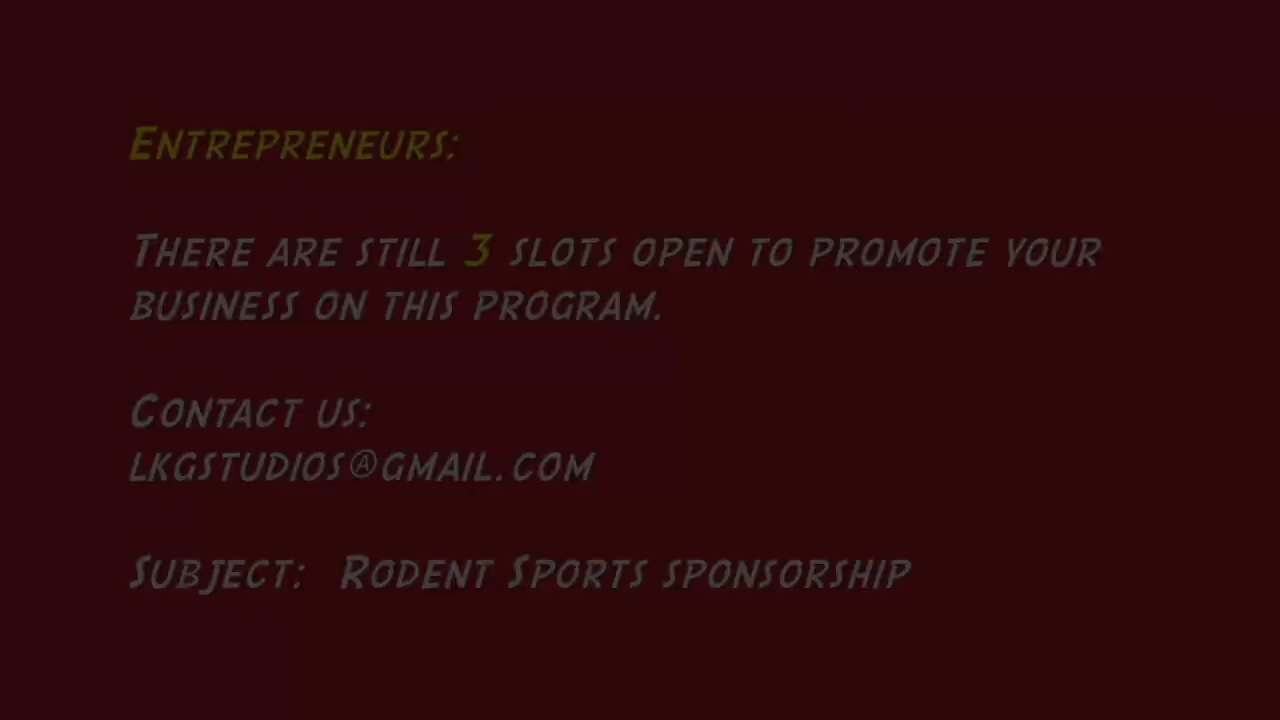 Entrepreneurs:
There are still 3 slots open to promote your
business on this program.
Contact us:
lkgstudios@gmail.com
Subject: Rodent Sports sponsorship